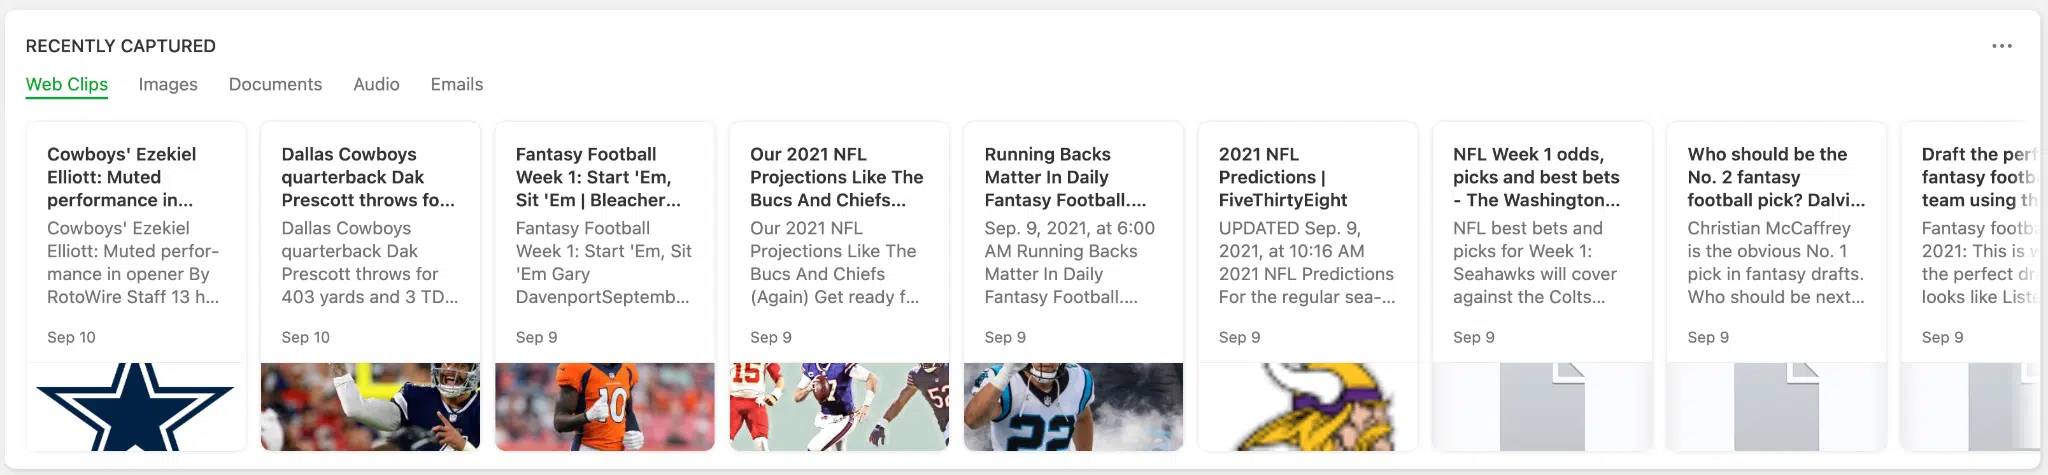 RECENTLY CAPTURED
Web Clips Images Documents Audio Emails
Cowboys' Ezekiel
Elliott: Muted
performance in...
Cowboys' Ezekiel
Elliott: Muted perfor-
mance in opener By
RotoWire Staff 13 h...
Sep 10
Dallas Cowboys
quarterback Dak
Prescott throws fo...
Dallas Cowboys
quarterback Dak
Prescott throws for
403 yards and 3 TD...
Sep 10
Fantasy Football
Week 1: Start 'Em,
Sit 'Em | Bleacher...
Fantasy Football
Week 1: Start 'Em, Sit
'Em Gary
DavenportSeptemb...
Sep 9
10
Our 2021 NFL
Projections Like The
Bucs And Chiefs...
Our 2021 NFL
Projections Like The
Bucs And Chiefs
(Again) Get ready f...
Sep 9
15
7
52
Running Backs
Matter In Daily
Fantasy Football....
Sep. 9, 2021, at 6:00
AM Running Backs
Matter In Daily
Fantasy Football....
Sep 9
22
2021 NFL
Predictions |
FiveThirtyEight
UPDATED Sep. 9,
2021, at 10:16 AM
2021 NFL Predictions
For the regular sea-...
Sep 9
NFL Week 1 odds,
picks and best bets
- The Washington...
NFL best bets and
picks for Week 1:
Seahawks will cover
against the Colts...
Sep 9
Who should be the
No. 2 fantasy
football pick? Dalvi...
Christian McCaffrey
is the obvious No. 1
pick in fantasy drafts.
Who should be next...
Sep 9
Draft the perf
fantasy footb
team using th
Fantasy footba
2021: This is w
the perfect dr
looks like Liste
Sep 9